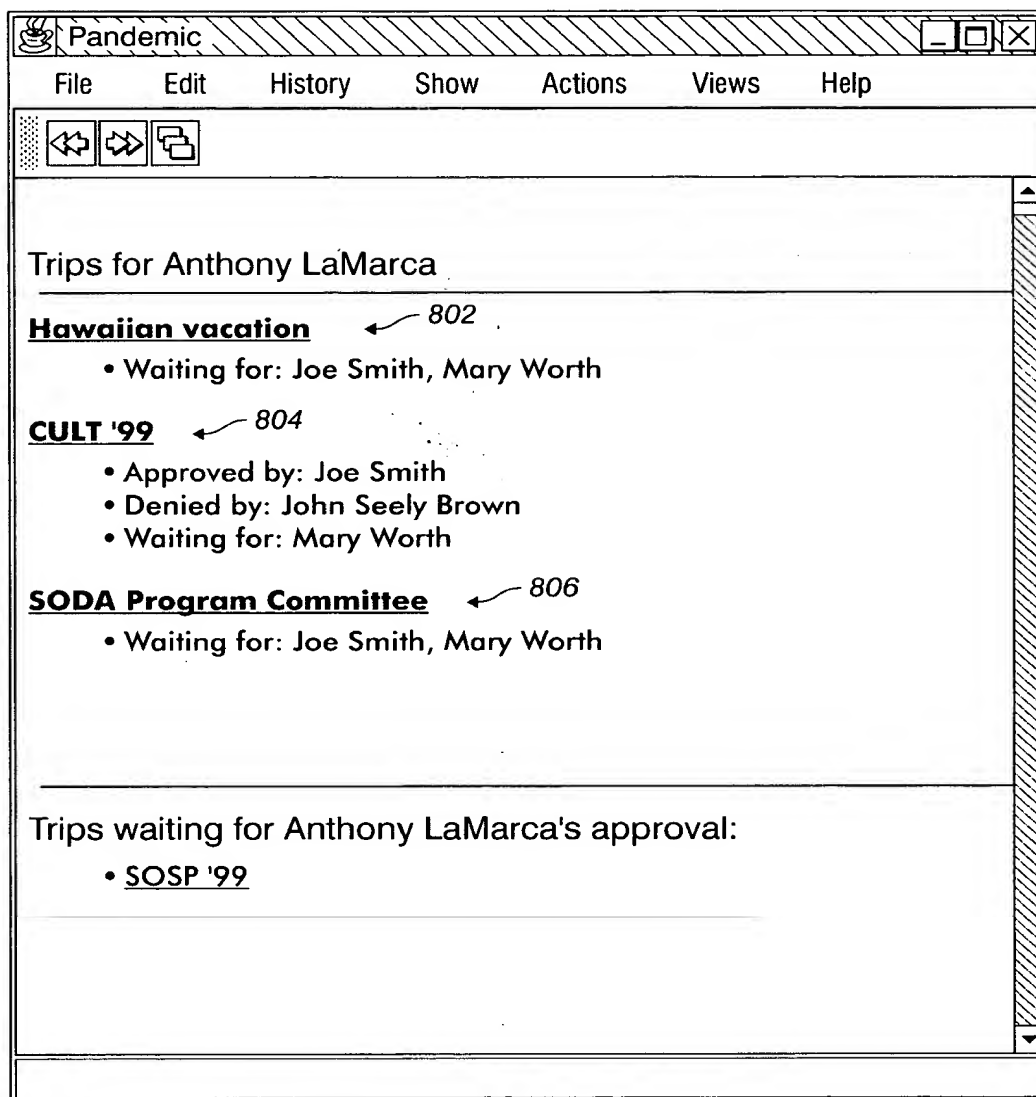 Pandemic
File Edit History Show Actions Views Help
Trips for Anthony LaMarca
Hawaiian vacation 802
• Waiting for: Joe Smith, Mary Worth
CULT '99 804
• Approved by: Joe Smith
• Denied by: John Seely Brown
• Waiting for: Mary Worth
SODA Program Committee 806
• Waiting for: Joe Smith, Mary Worth
Trips waiting for Anthony LaMarca's approval:
• SOSP '99